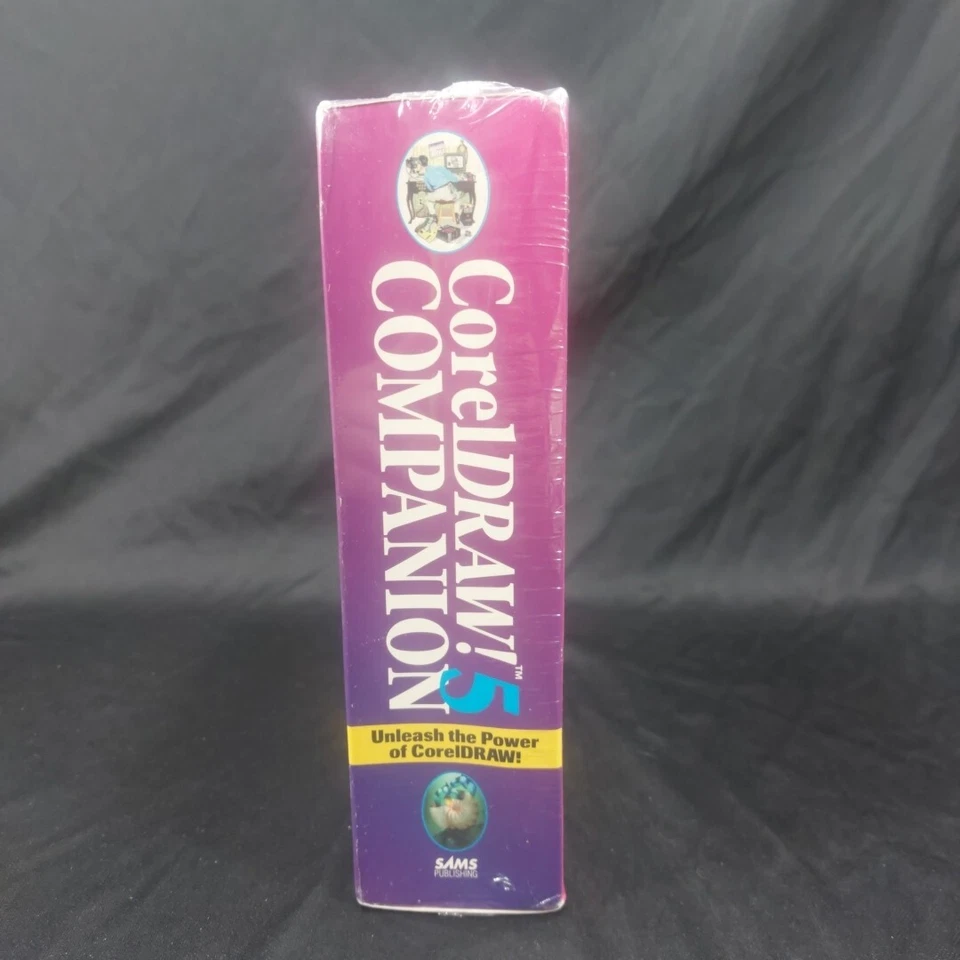 CorelDRAW!™ 5
COMPANION
Unleash the Power
of CorelDRAW!
SAMS
PUBLISHING